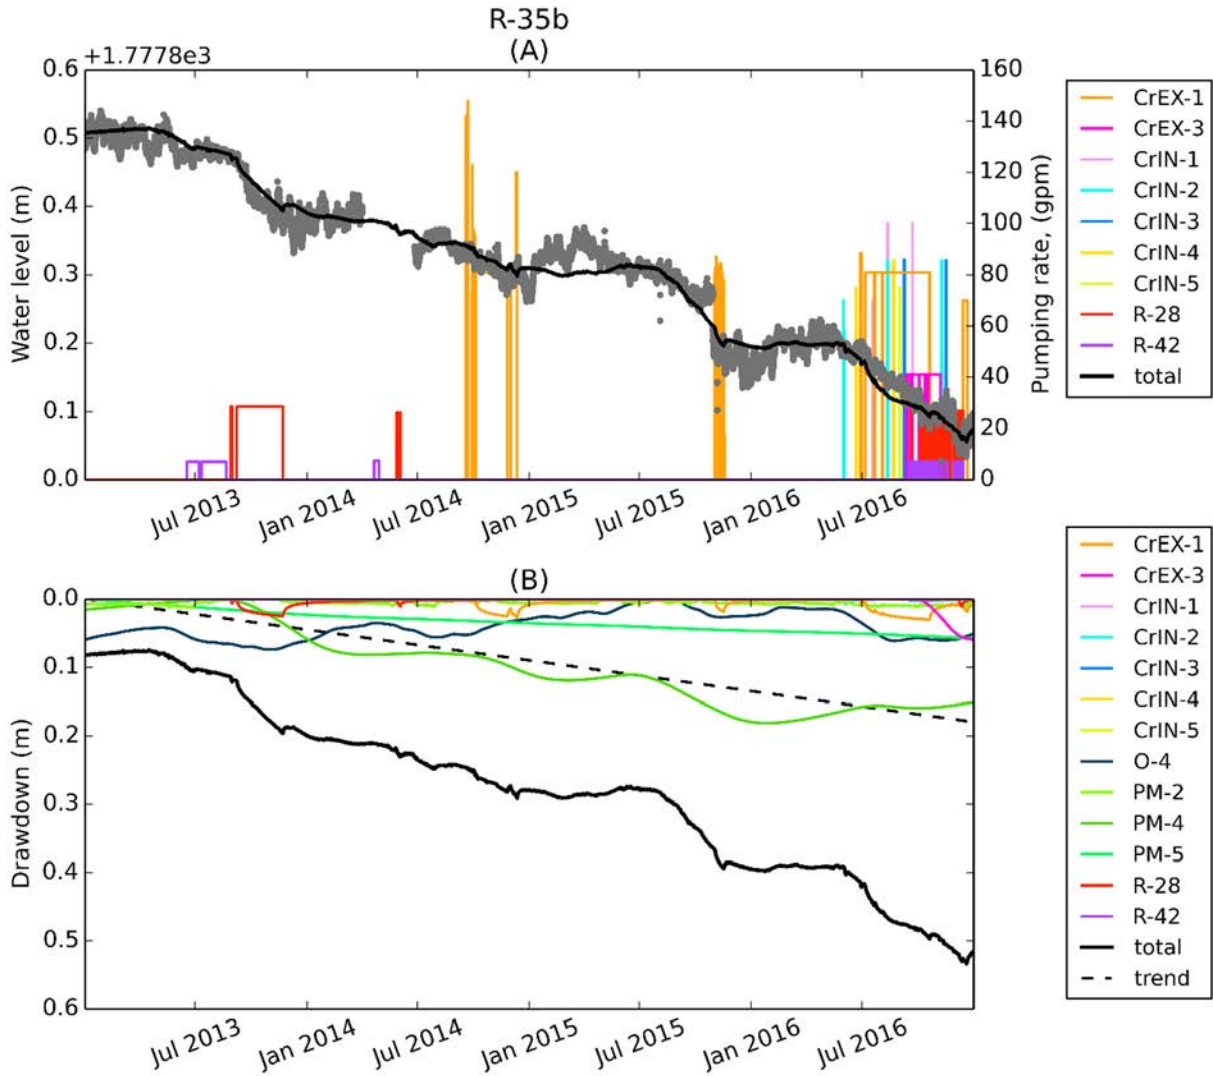 R-35b
(A)
+1.7778e3
0.6
0.5
0.4
0.3
0.2
0.1
0.0
Water level (m)
160
140
120
100
80
60
40
20
0
Pumping rate, (gpm)
Jul 2013
Jan 2014
Jul 2014
Jan 2015
Jul 2015
Jan 2016
Jul 2016
CrEX-1
CrEX-3
CrIN-1
CrIN-2
CrIN-3
CrIN-4
CrIN-5
R-28
R-42
total
(B)
0.0
0.1
0.2
0.3
0.4
0.5
0.6
Drawdown (m)
Jul 2013
Jan 2014
Jul 2014
Jan 2015
Jul 2015
Jan 2016
Jul 2016
CrEX-1
CrEX-3
CrIN-1
CrIN-2
CrIN-3
CrIN-4
CrIN-5
O-4
PM-2
PM-4
PM-5
R-28
R-42
total
trend